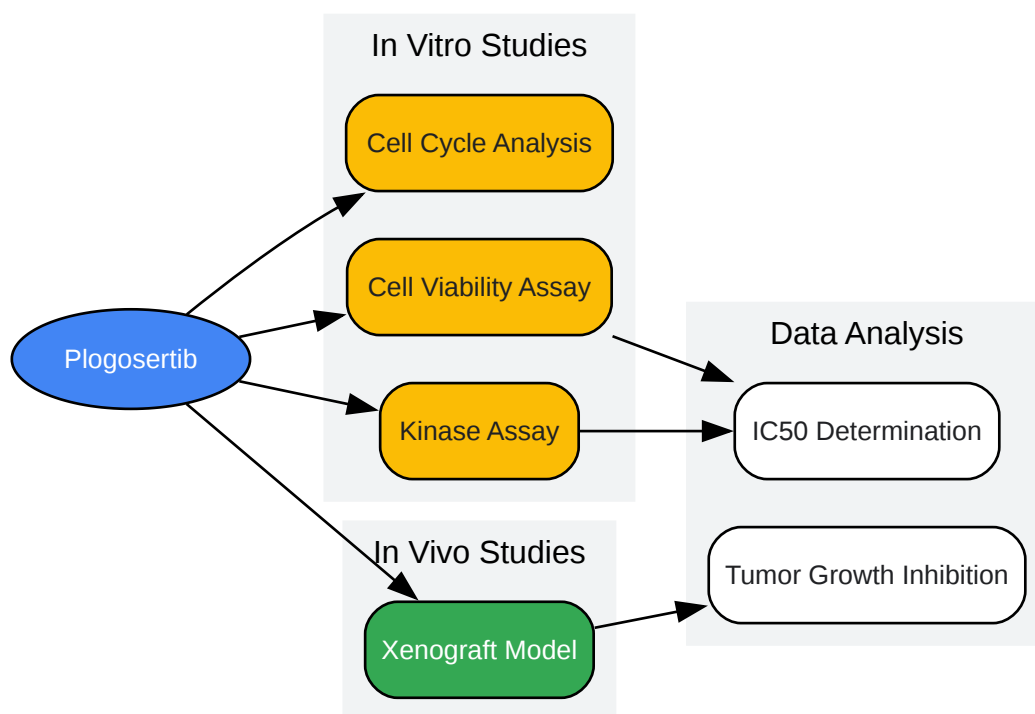 In Vitro Studies
Cell Cycle Analysis
Cell Viability Assay
Plogosertib
Kinase Assay
Data Analysis
IC50 Determination
Tumor Growth Inhibition
In Vivo Studies
Xenograft Model